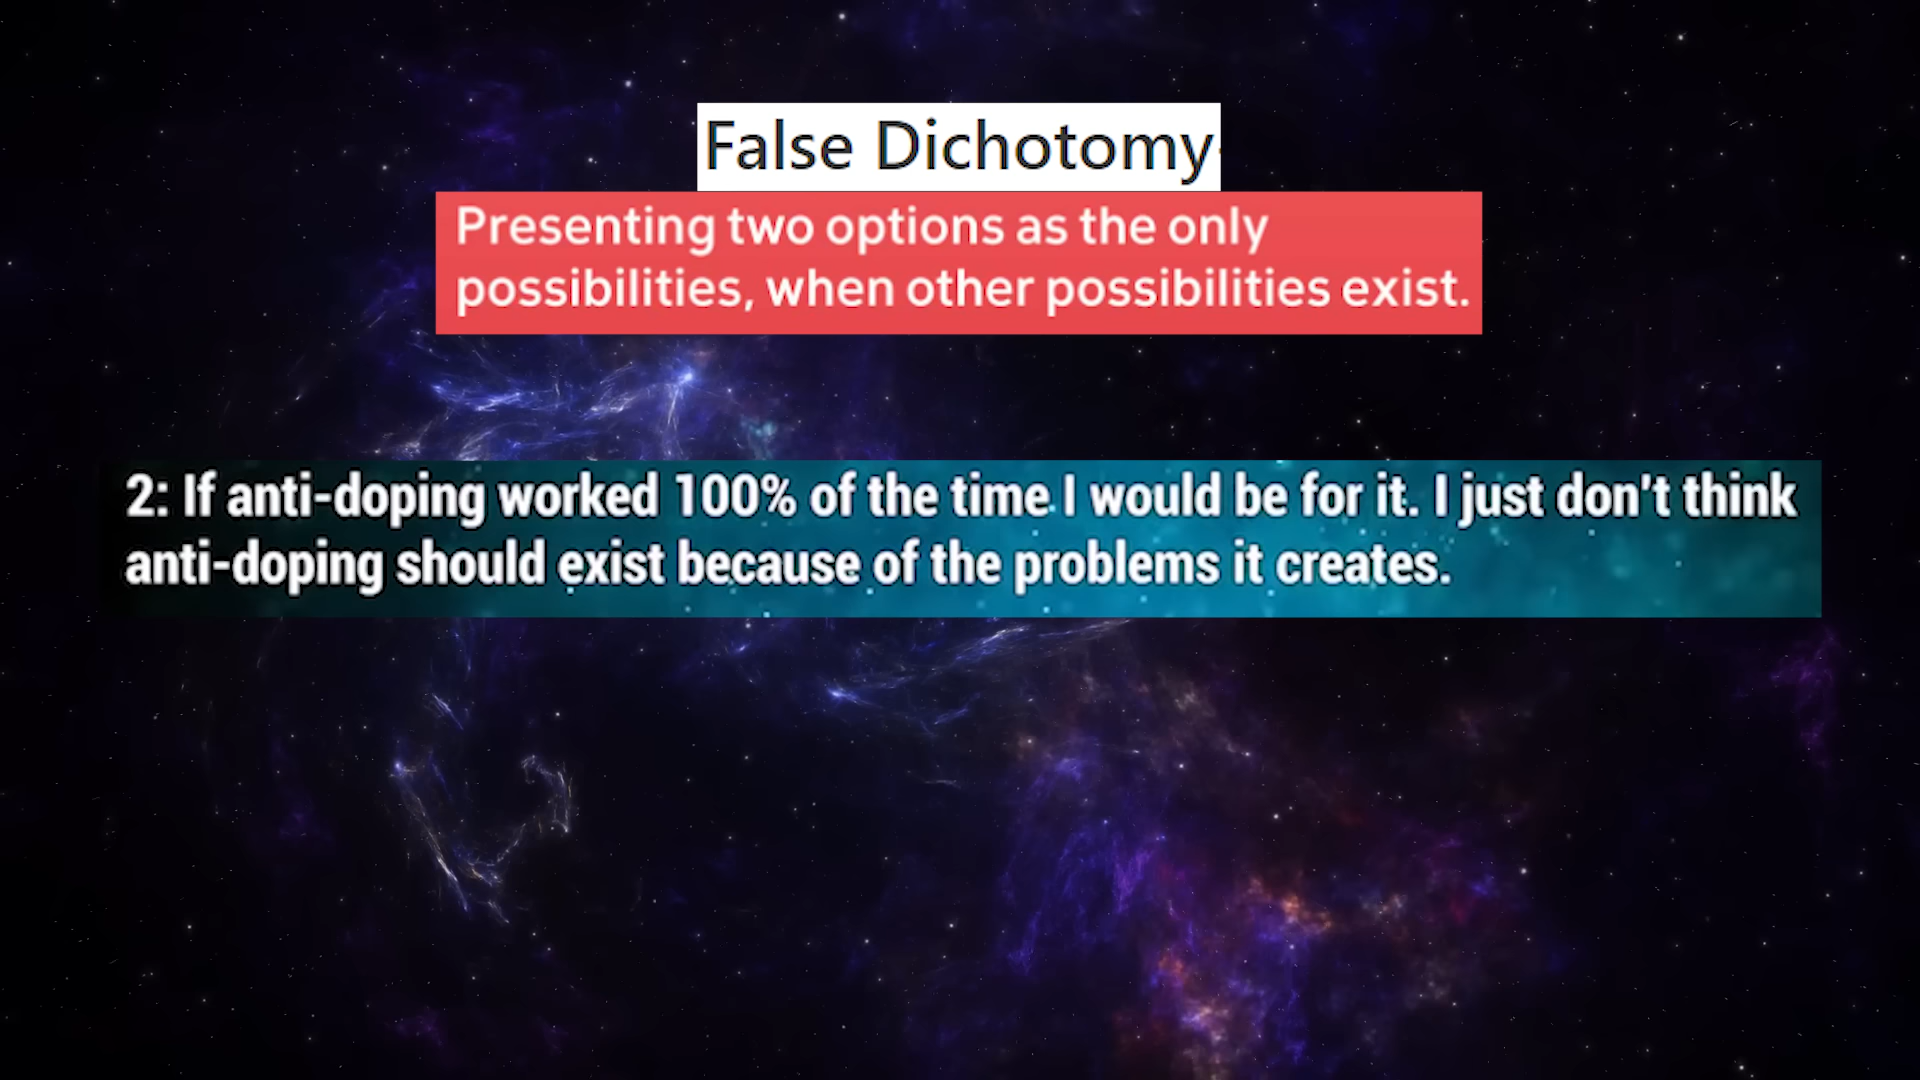 False Dichotomy
Presenting two options as the only
possibilities, when other possibilities exist.
2: If anti-doping worked 100% of the time I would be for it. I just don't think
anti-doping should exist because of the problems it creates.